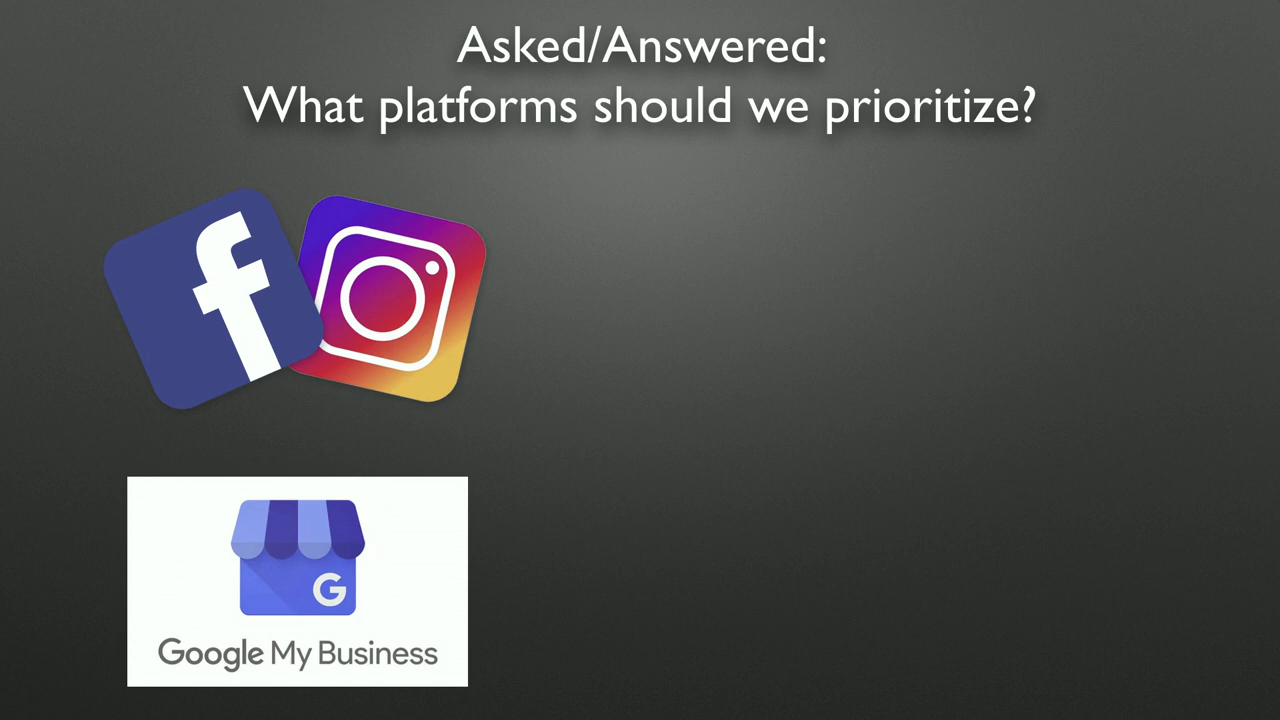 Asked/Answered:
What platforms should we prioritize?
f
G
Google My Business